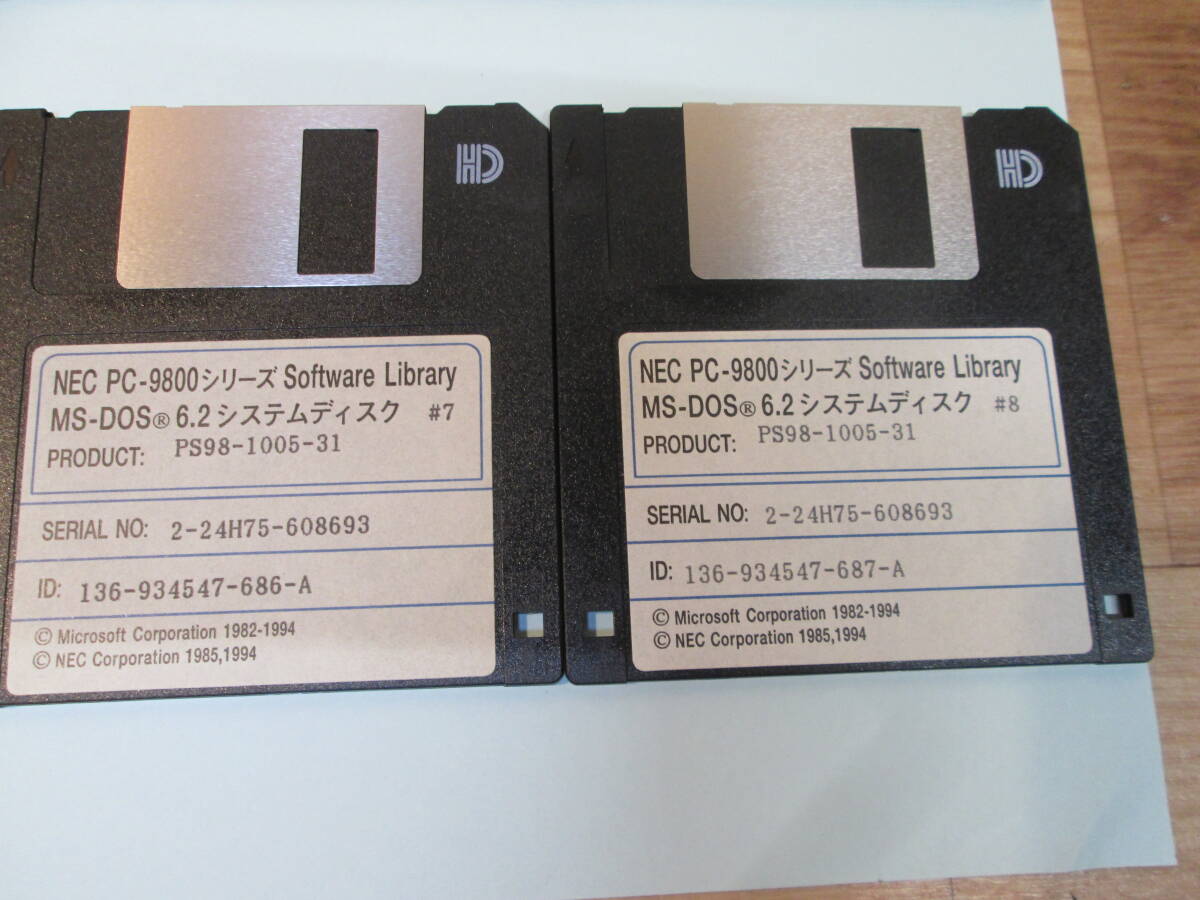 HD
NEC PC-9800シリーズ Software Library
MS-DOS® 6.2 システムディスク #7
PRODUCT: PS98-1005-31
SERIAL NO: 2-24H75-608693
ID: 136-934547-686-A
© Microsoft Corporation 1982-1994
© NEC Corporation 1985,1994
HD
NEC PC-9800シリーズ Software Library
MS-DOS® 6.2 システムディスク #8
PRODUCT: PS98-1005-31
SERIAL NO: 2-24H75-608693
ID: 136-934547-687-A
© Microsoft Corporation 1982-1994
© NEC Corporation 1985,1994